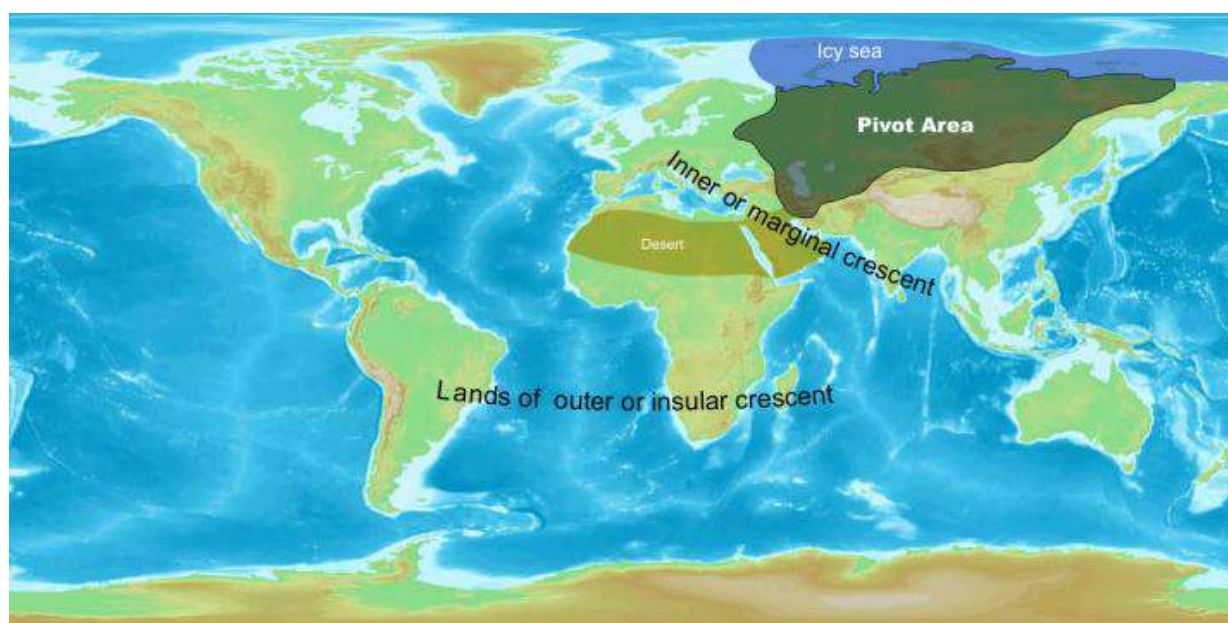 Icy sea
Pivot Area
Inner or marginal crescent
Desert
Lands of outer or insular crescent